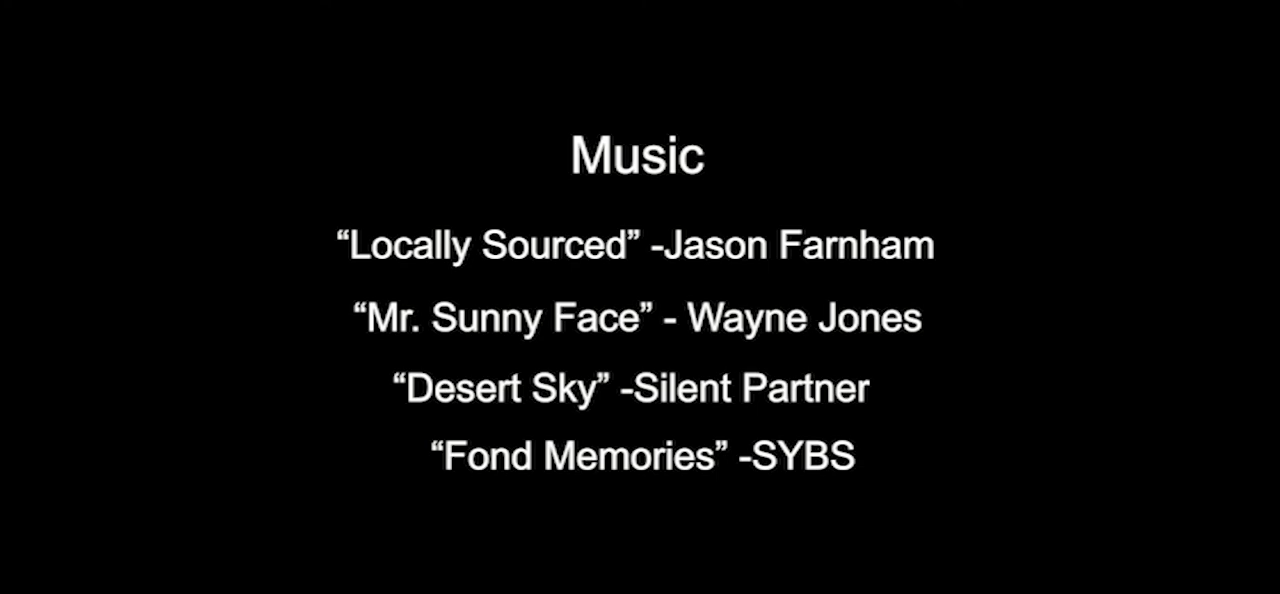 Music
“Locally Sourced” -Jason Farnham
“Mr. Sunny Face” - Wayne Jones
“Desert Sky” -Silent Partner
“Fond Memories” -SYBS